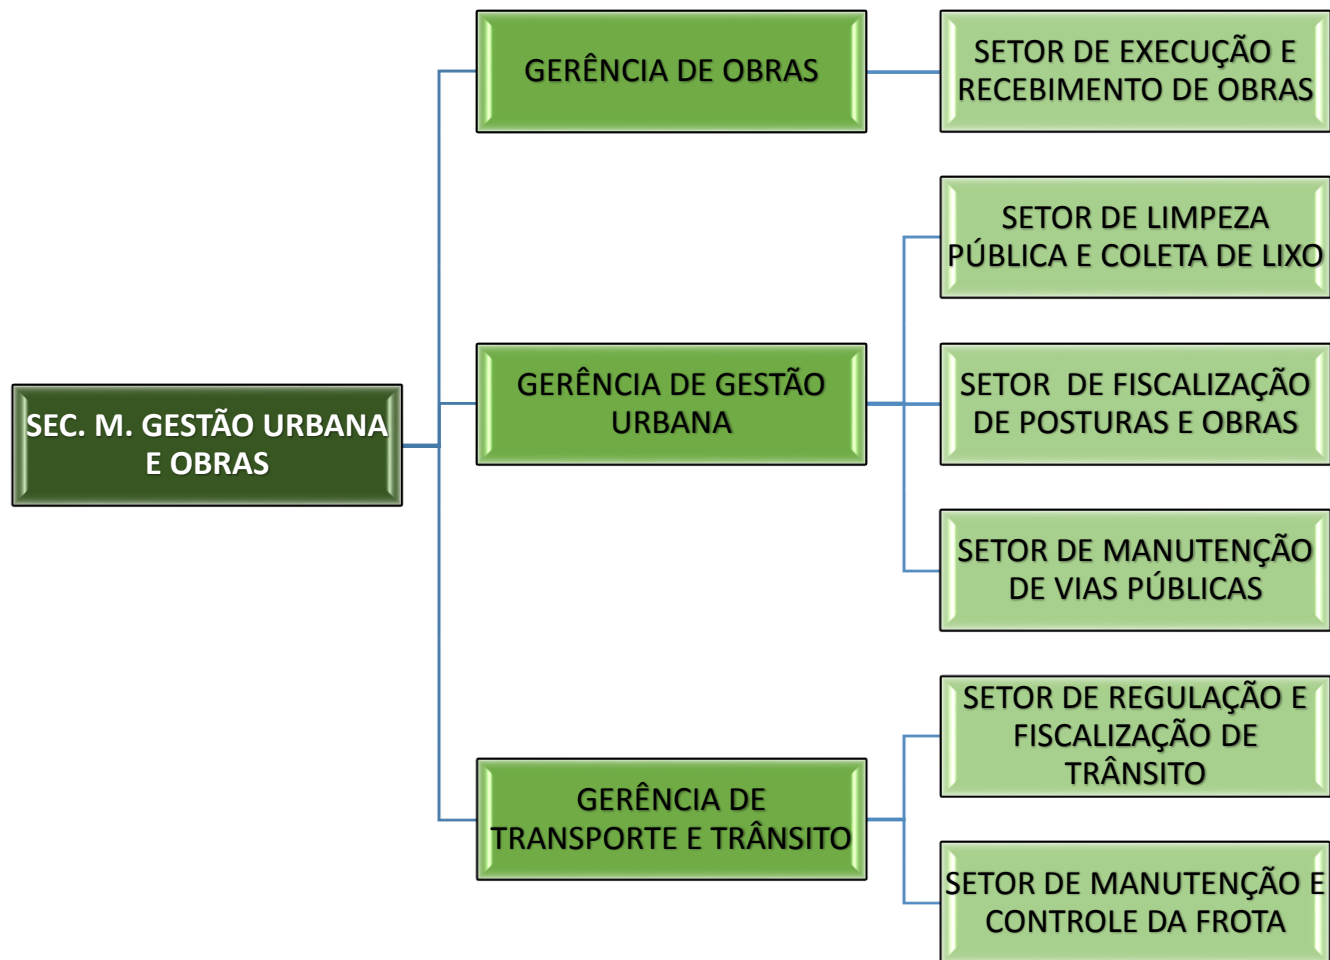 SEC. M. GESTÃO URBANA
E OBRAS
GERÊNCIA DE OBRAS
SETOR DE EXECUÇÃO E
RECEBIMENTO DE OBRAS
GERÊNCIA DE GESTÃO
URBANA
SETOR DE LIMPEZA
PÚBLICA E COLETA DE LIXO
SETOR  DE FISCALIZAÇÃO
DE POSTURAS E OBRAS
SETOR DE MANUTENÇÃO
DE VIAS PÚBLICAS
GERÊNCIA DE
TRANSPORTE E TRÂNSITO
SETOR DE REGULAÇÃO E
FISCALIZAÇÃO DE
TRÂNSITO
SETOR DE MANUTENÇÃO E
CONTROLE DA FROTA